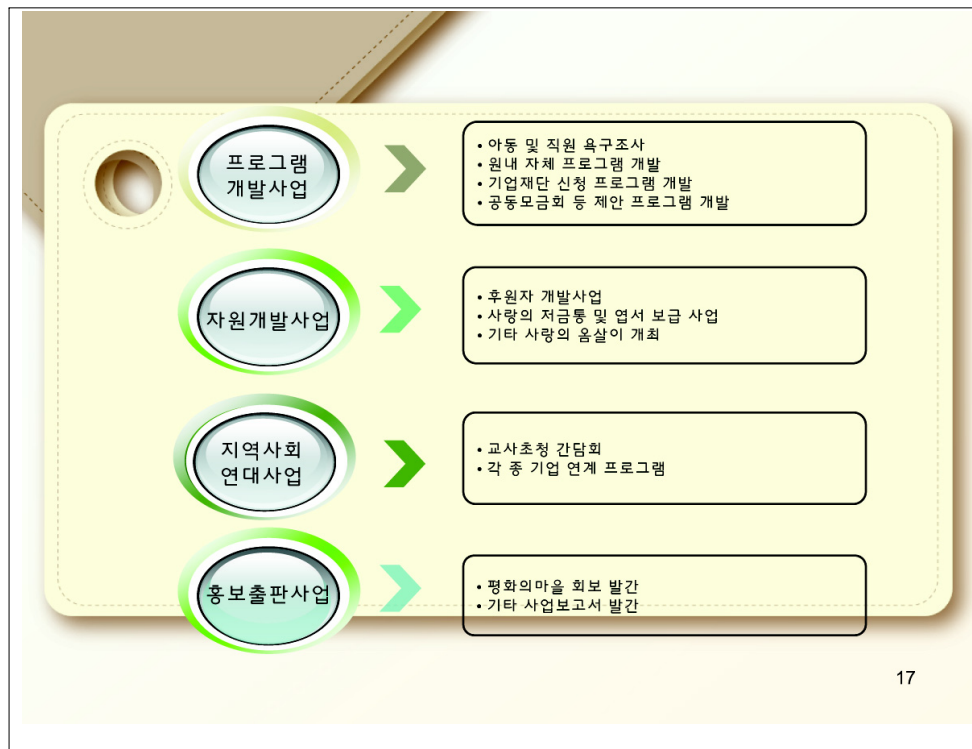 프로그램
개발사업
• 아동 및 직원 욕구조사
• 원내 자체 프로그램 개발
• 기업재단 신청 프로그램 개발
• 공동모금회 등 제안 프로그램 개발
자원개발사업
• 후원자 개발사업
• 사랑의 저금통 및 엽서 보급 사업
• 기타 사랑의 옴살이 개최
지역사회
연대사업
• 교사초청 간담회
• 각 종 기업 연계 프로그램
홍보출판사업
• 평화의마을 회보 발간
• 기타 사업보고서 발간
17